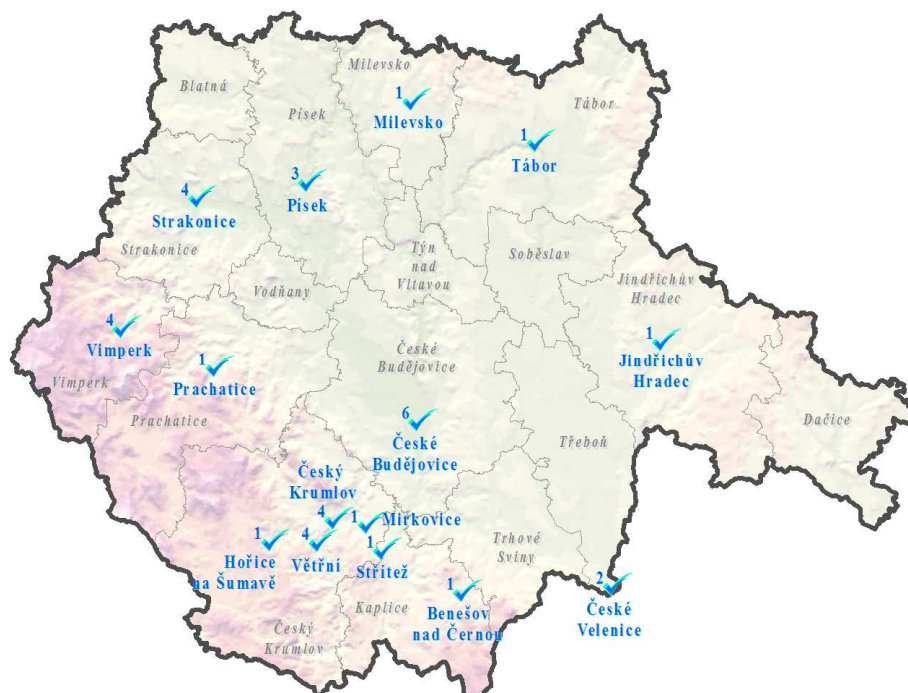 Milevsko
Blatná
1
Milevsko
Tábor
Písek
1
Tábor
3
Písek
4
Strakonice
Strakonice
Týn
nad
Vltavou
Soběslav
Vodňany
Jindřichův
Hradec
4
Vimperk
Vimperk
1
Prachatice
Prachatice
České
Budějovice
1
Jindřichův
Hradec
6
České
Budějovice
Dačice
Třeboň
Český
Krumlov
4
1
Mirkovice
1
Hořice
na Šumavě
4
Větřní
1
Střítež
Trhové
Sviny
Kaplice
1
Benešov
nad Černou
2
České
Velenice
Český
Krumlov